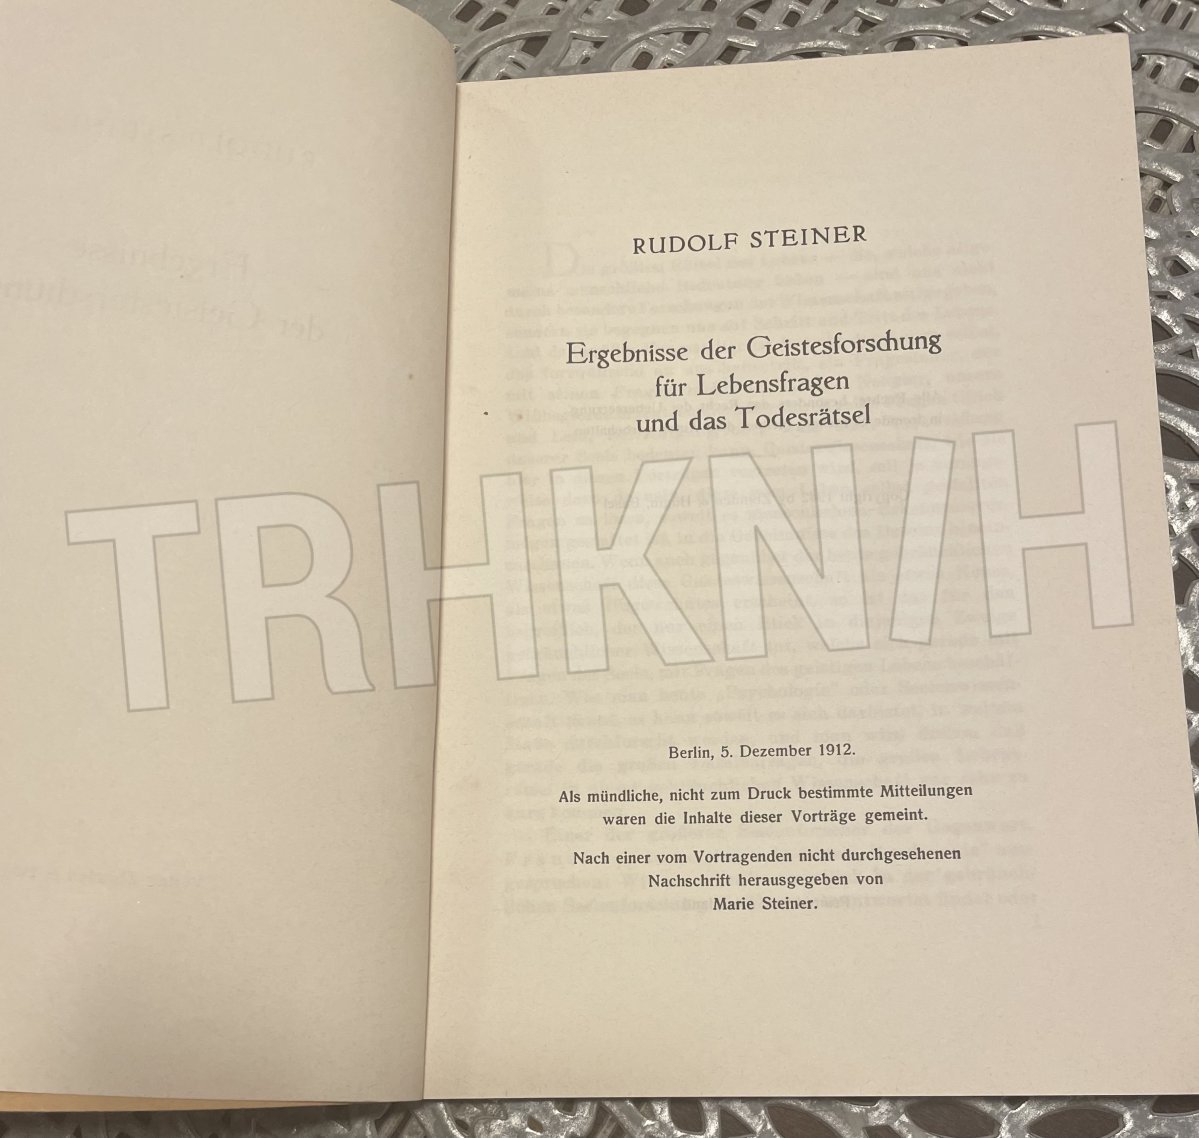 RUDOLF STEINER
Ergebnisse der Geistesforschung
für Lebensfragen
und das Todesrätsel
TRHKN/H
Berlin, 5. Dezember 1912.
Als mündliche, nicht zum Druck bestimmte Mitteilungen
waren die Inhalte dieser Vorträge gemeint.
Nach einer vom Vortragenden nicht durchgesehenen
Nachschrift herausgegeben von
Marie Steiner.